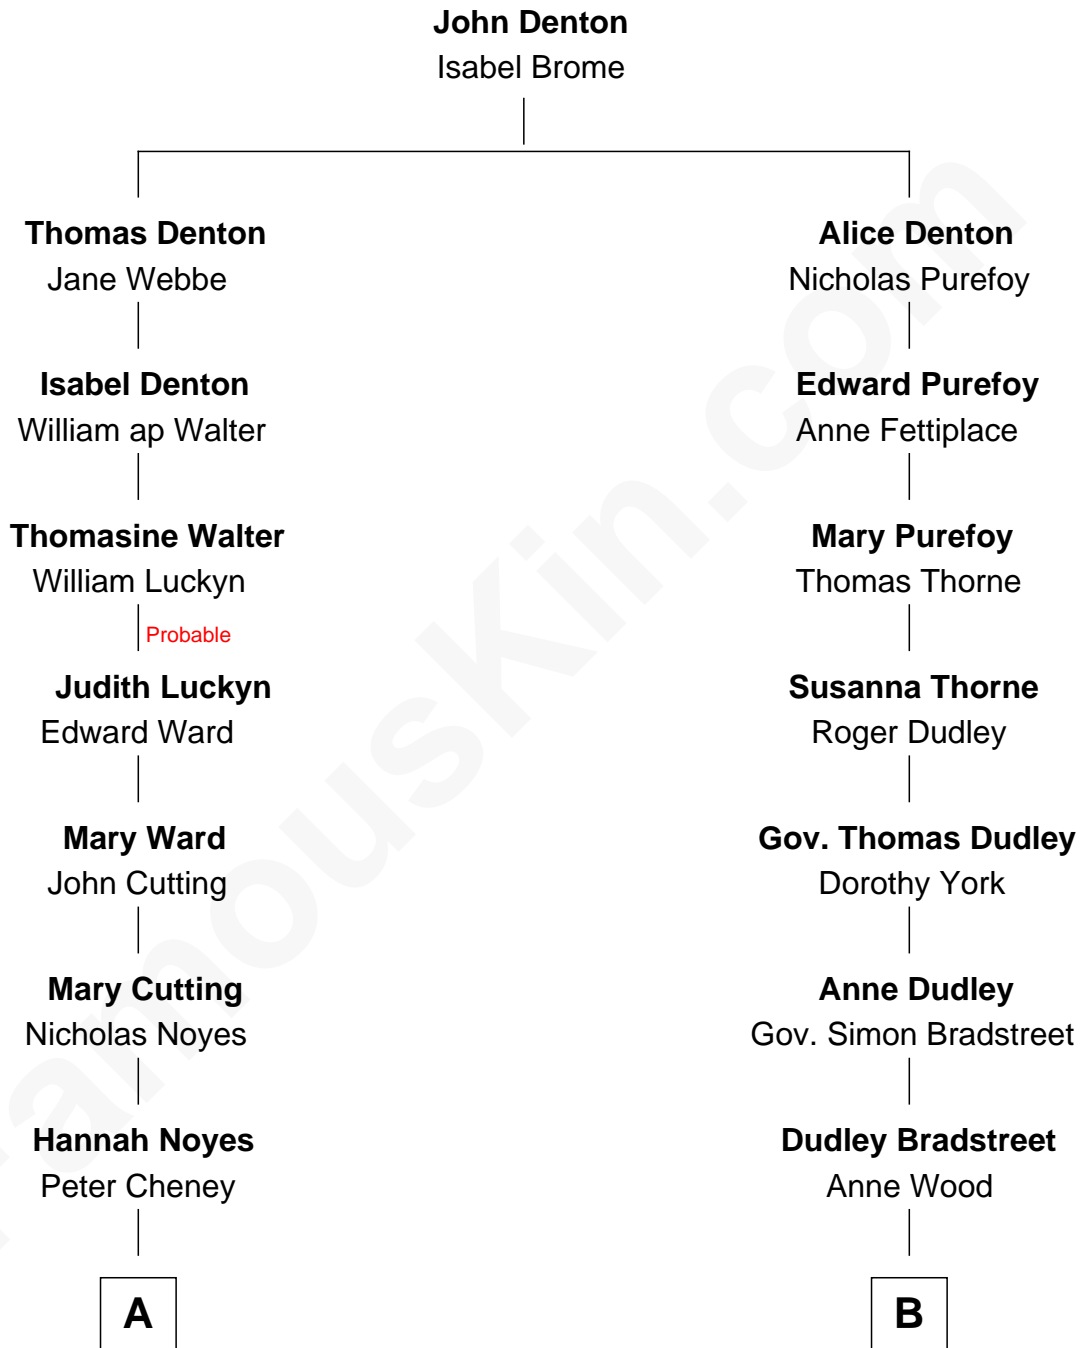 John Denton
Isabel Brome
Thomas Denton
Jane Webbe
Alice Denton
Nicholas Purefoy
Isabel Denton
William ap Walter
Edward Purefoy
Anne Fettiplace
Thomasine Walter
William Luckyn
Mary Purefoy
Thomas Thorne
Probable
Judith Luckyn
Edward Ward
Susanna Thorne
Roger Dudley
Mary Ward
John Cutting
Gov. Thomas Dudley
Dorothy York
Mary Cutting
Nicholas Noyes
Anne Dudley
Gov. Simon Bradstreet
Hannah Noyes
Peter Cheney
Dudley Bradstreet
Anne Wood
A
B
FamousKin.com